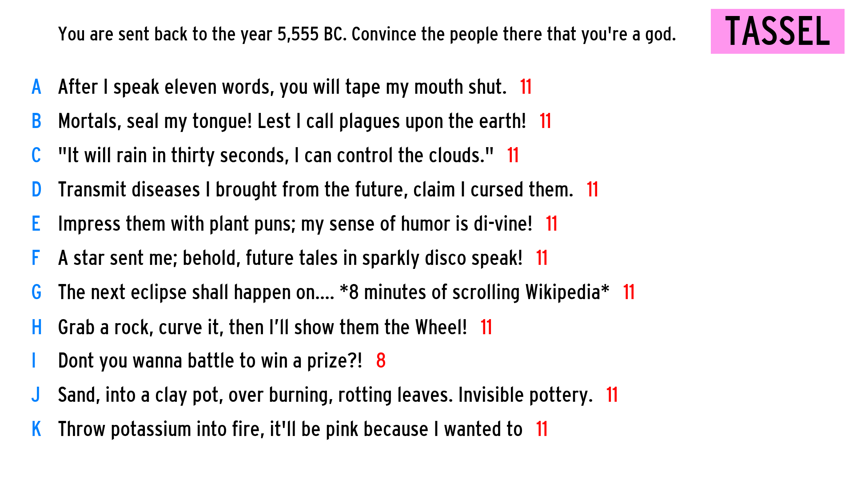 You are sent back to the year 5,555 BC. Convince the people there that you're a god.
TASSEL
A After I speak eleven words, you will tape my mouth shut. 11
B Mortals, seal my tongue! Lest I call plagues upon the earth! 11
C "It will rain in thirty seconds, I can control the clouds." 11
D Transmit diseases I brought from the future, claim I cursed them. 11
E Impress them with plant puns; my sense of humor is di-vine! 11
F A star sent me; behold, future tales in sparkly disco speak! 11
G The next eclipse shall happen on.... *8 minutes of scrolling Wikipedia* 11
H Grab a rock, curve it, then I’ll show them the Wheel! 11
I Dont you wanna battle to win a prize?! 8
J Sand, into a clay pot, over burning, rotting leaves. Invisible pottery. 11
K Throw potassium into fire, it'll be pink because I wanted to 11